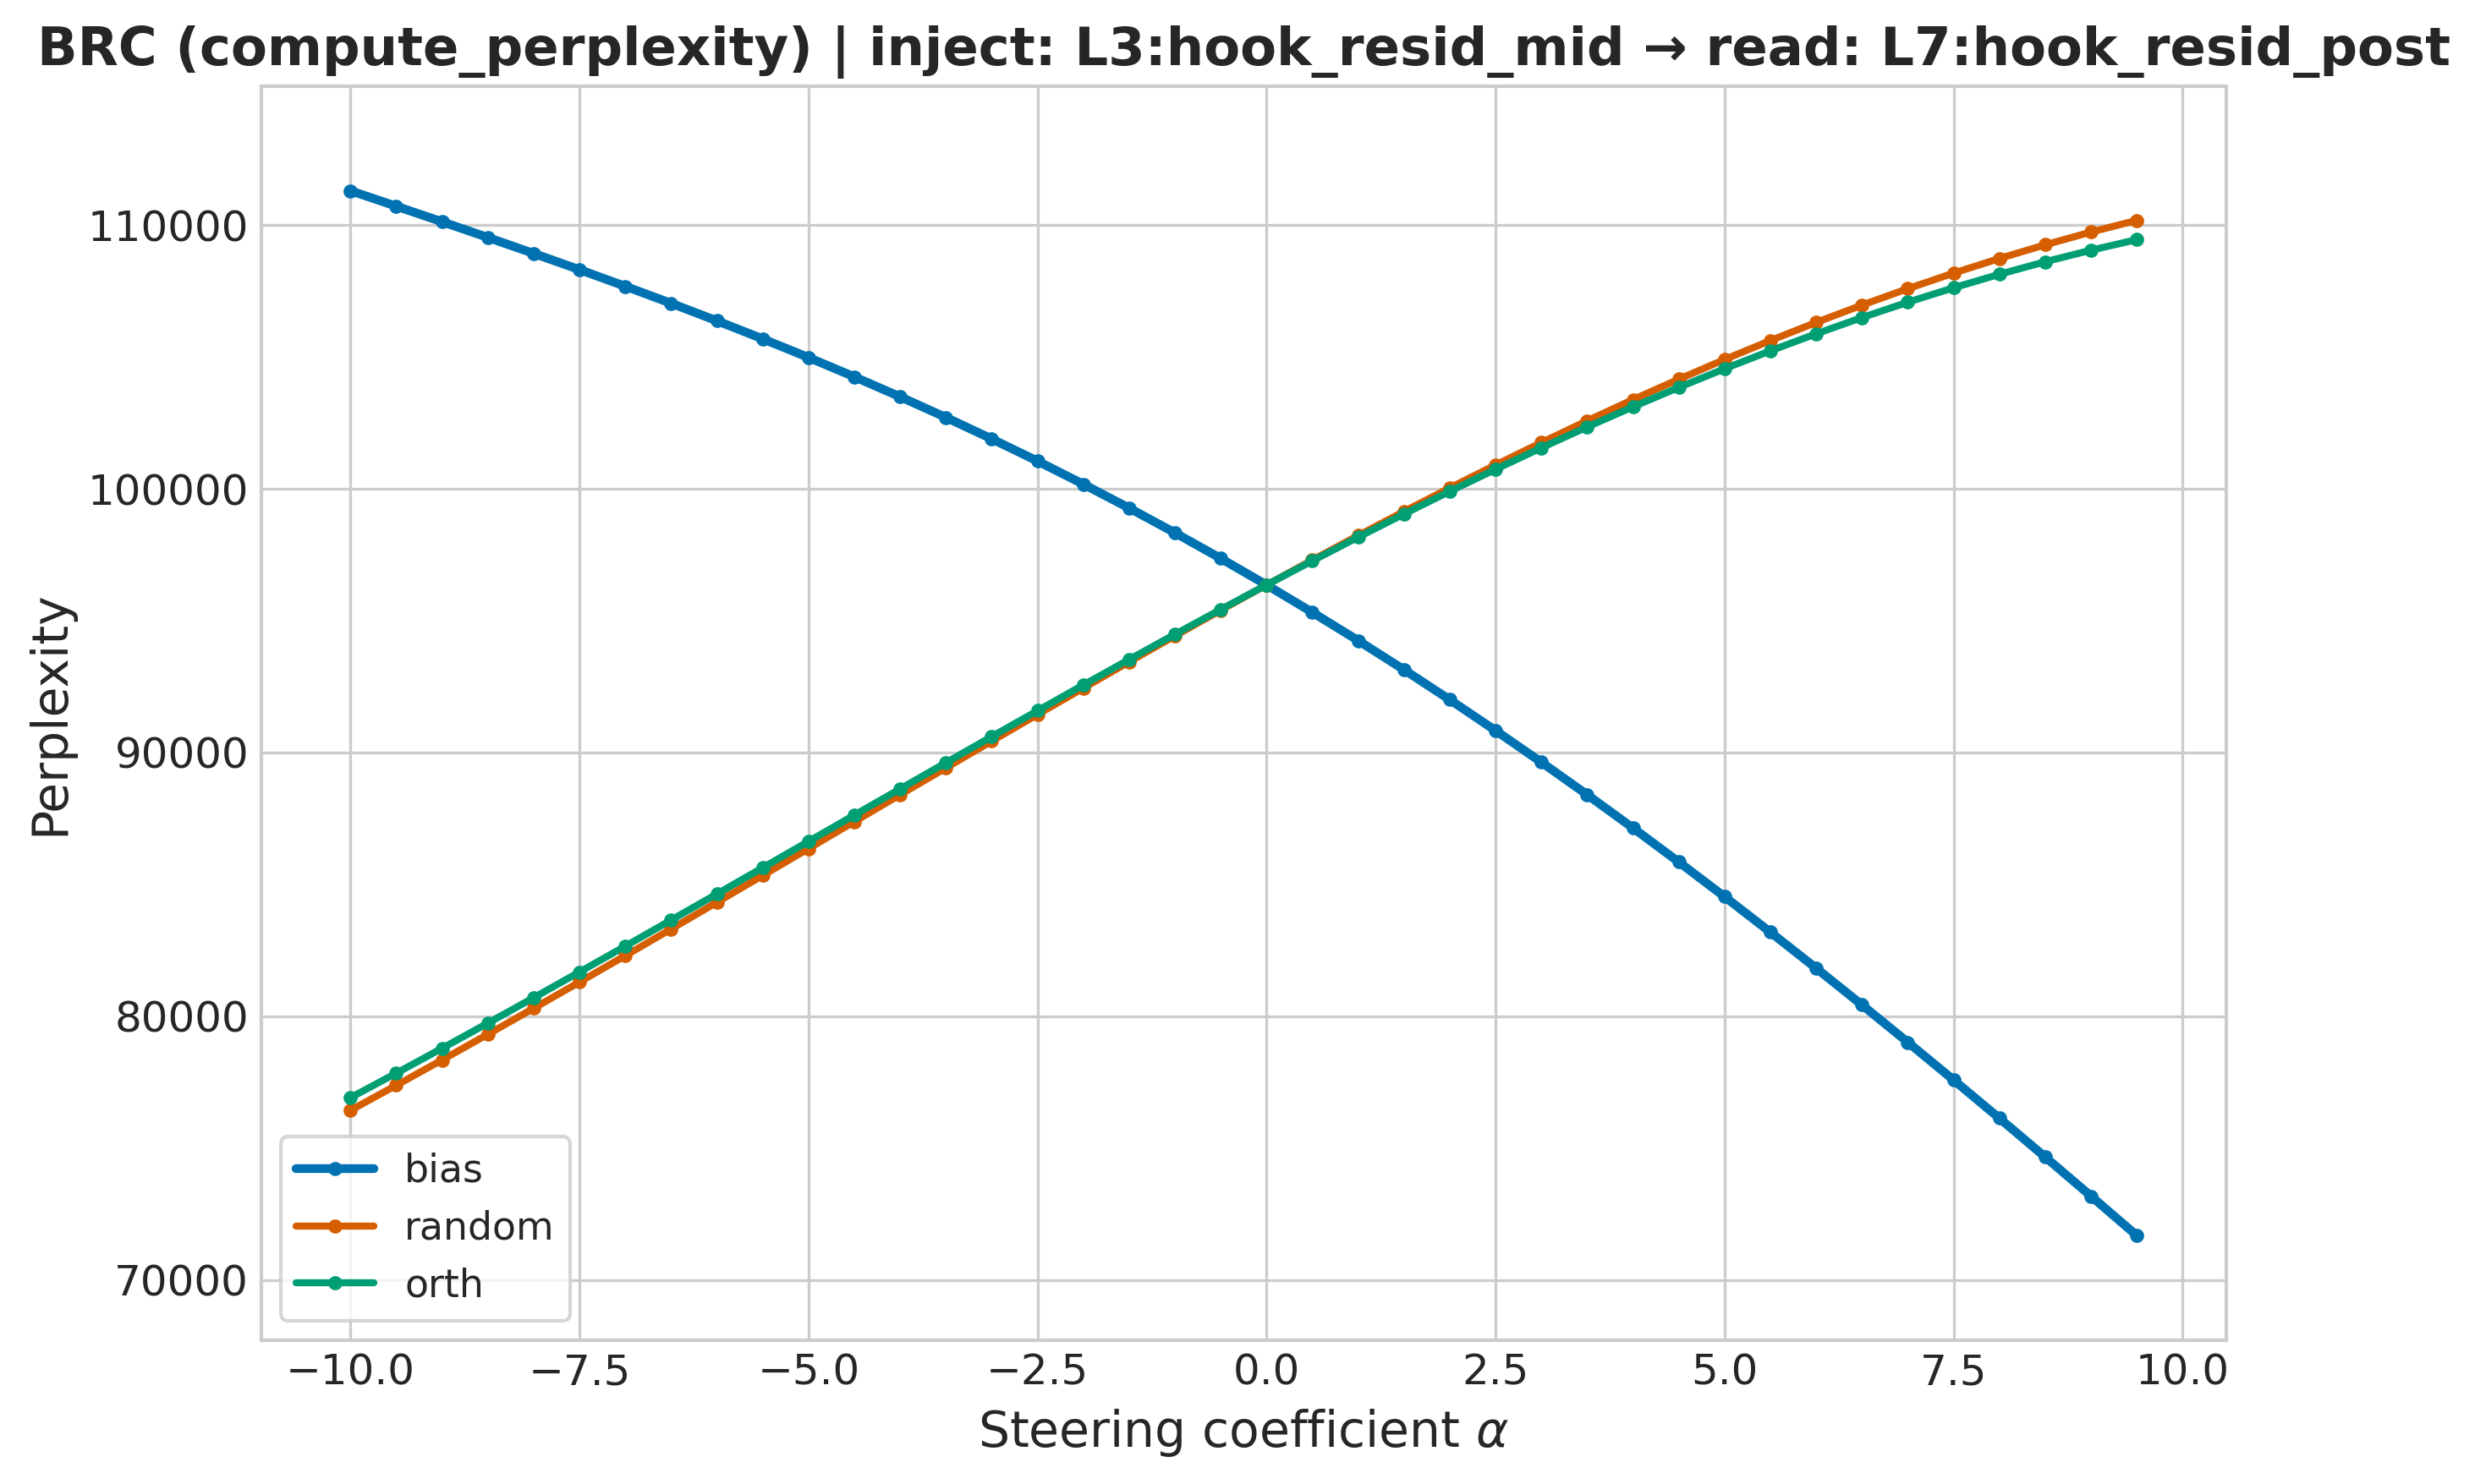 BRC (compute_perplexity) | inject: L3:hook_resid_mid → read: L7:hook_resid_post
Perplexity
110000
100000
90000
80000
70000
bias
random
orth
−10.0 −7.5 −5.0 −2.5 0.0 2.5 5.0 7.5 10.0
Steering coefficient α